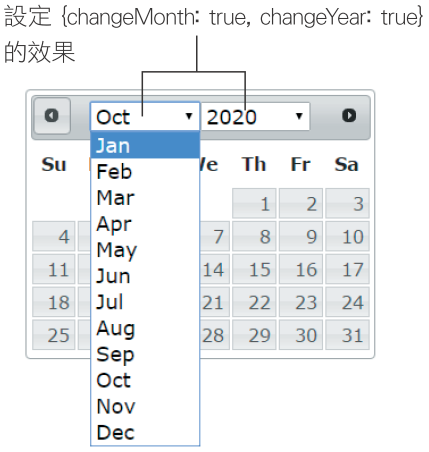 設定 {changeMonth: true, changeYear: true}
的效果
Oct 2020
Su We Th Fr Sa
Jan
Feb
Mar
Apr
May
Jun
Jul
Aug
Sep
Oct
Nov
Dec
1 2 3
4 7 8 9 10
11 14 15 16 17
18 21 22 23 24
25 28 29 30 31